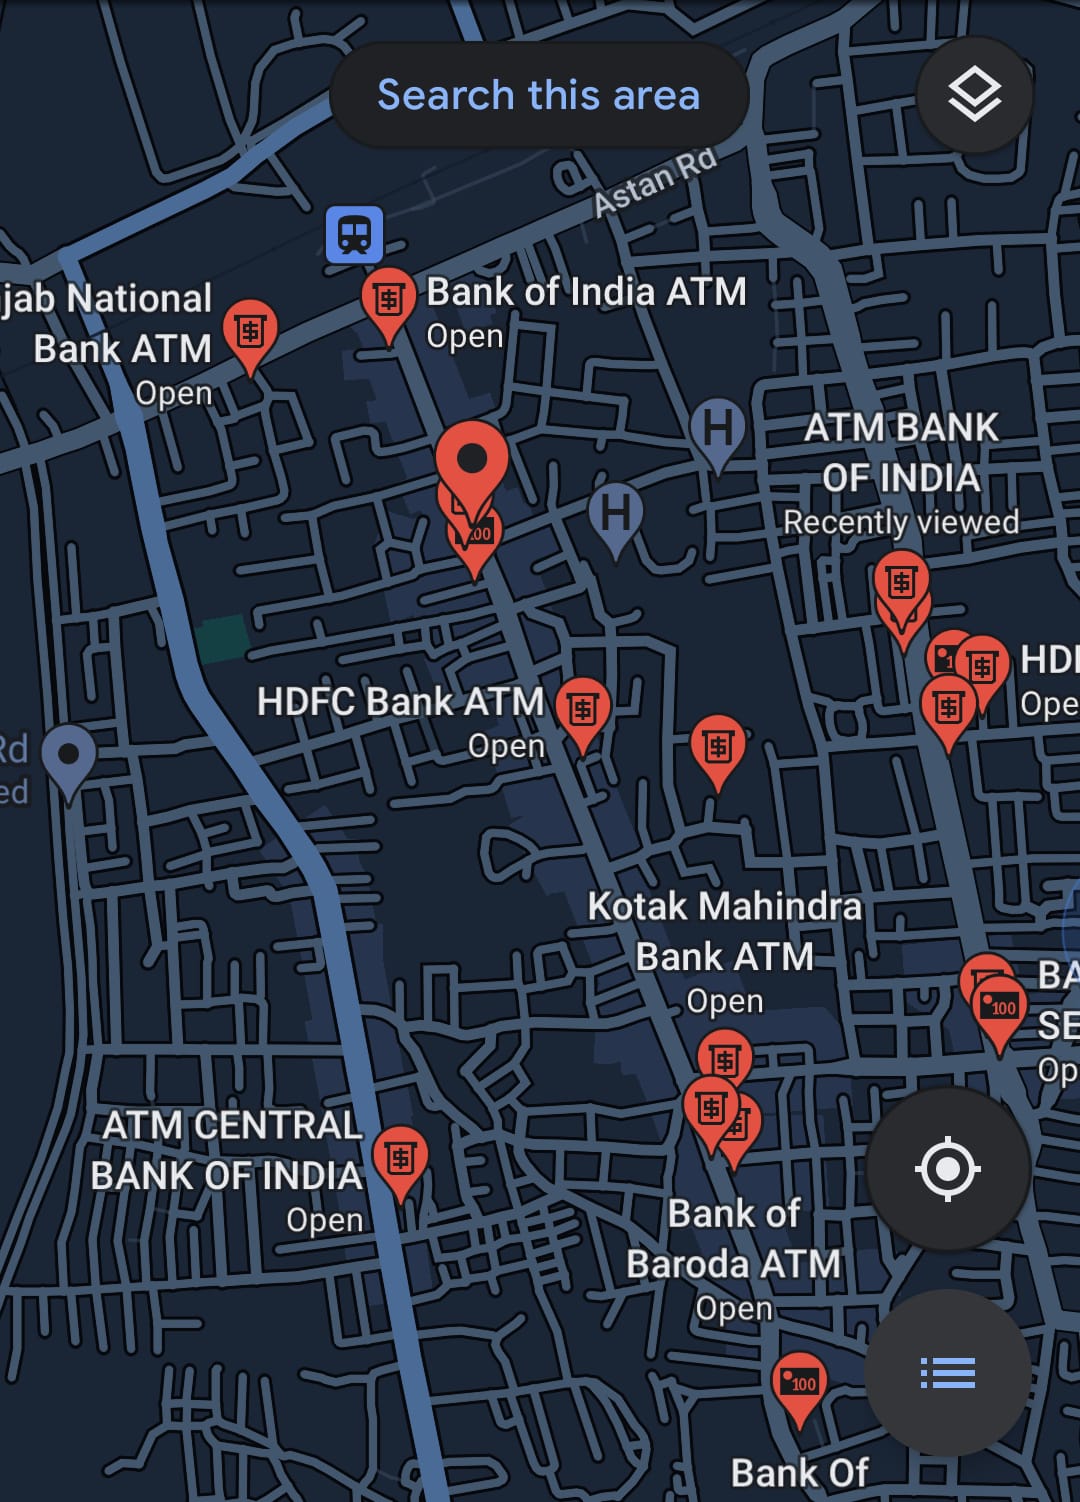 Search this area
Astan Rd
jab National
Bank ATM
Open
Bank of India ATM
Open
H
H
ATM BANK
OF INDIA
Recently viewed
100
HDFC Bank ATM
Open
HDF
Ope
Rd
ed
Kotak Mahindra
Bank ATM
Open
BA
SE
Op
100
ATM CENTRAL
BANK OF INDIA
Open
Bank of
Baroda ATM
Open
100
Bank Of